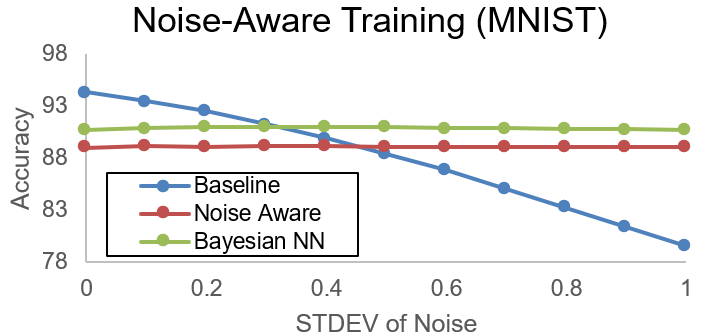 Noise-Aware Training (MNIST)
98
93
88
83
78
Accuracy
Baseline
Noise Aware
Bayesian NN
0 0.2 0.4 0.6 0.8 1
STDEV of Noise